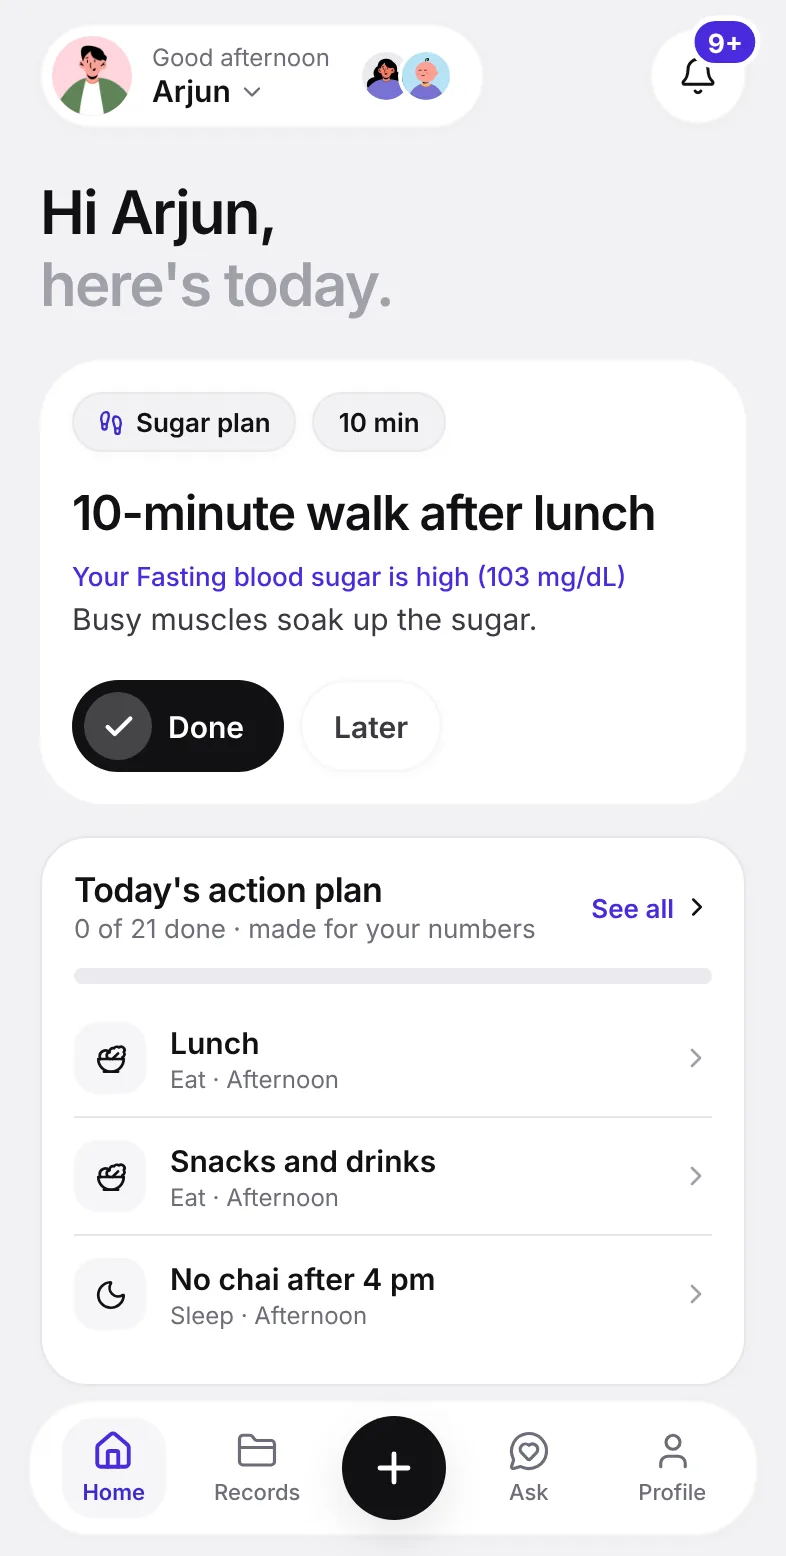 Good afternoon
Arjun
9+
Hi Arjun,
here's today.
Sugar plan
10 min
10-minute walk after lunch
Your Fasting blood sugar is high (103 mg/dL)
Busy muscles soak up the sugar.
Done
Later
Today's action plan
0 of 21 done · made for your numbers
See all
Lunch
Eat · Afternoon
Snacks and drinks
Eat · Afternoon
No chai after 4 pm
Sleep · Afternoon
Home
Records
Ask
Profile